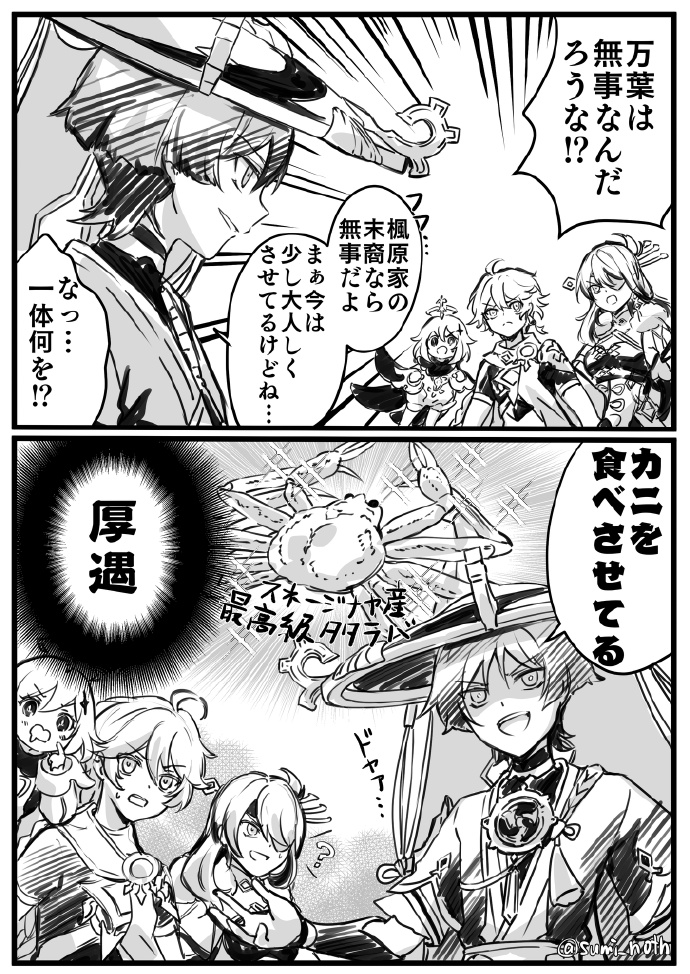 万葉は
無事なんだ
ろうな!?
フフ…
楓原家の
末裔なら
無事だよ
まぁ今は
少し大人しく
させてるけどね…
なっ…
一体何を!?
カニを
食べさせてる
スネージナヤ産
最高級タラバ
厚遇
ドヤァ…
?
@sumi_noth